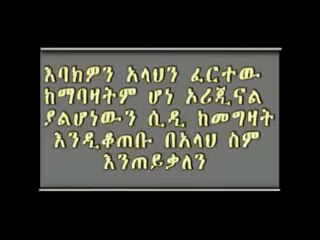 እባክዎን አላህን ፈርተው
ከማባዛትም ሆነ ኦሪጂናል
ያልሆነውን ሲዲ ከመግዛት
እንዲቆጠቡ በአላህ ስም
እንጠይቃለን